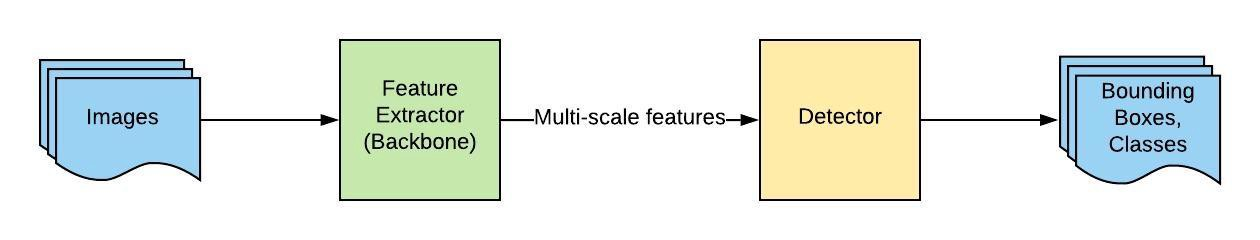 Images
Feature
Extractor
(Backbone)
Multi-scale features
Detector
Bounding
Boxes,
Classes